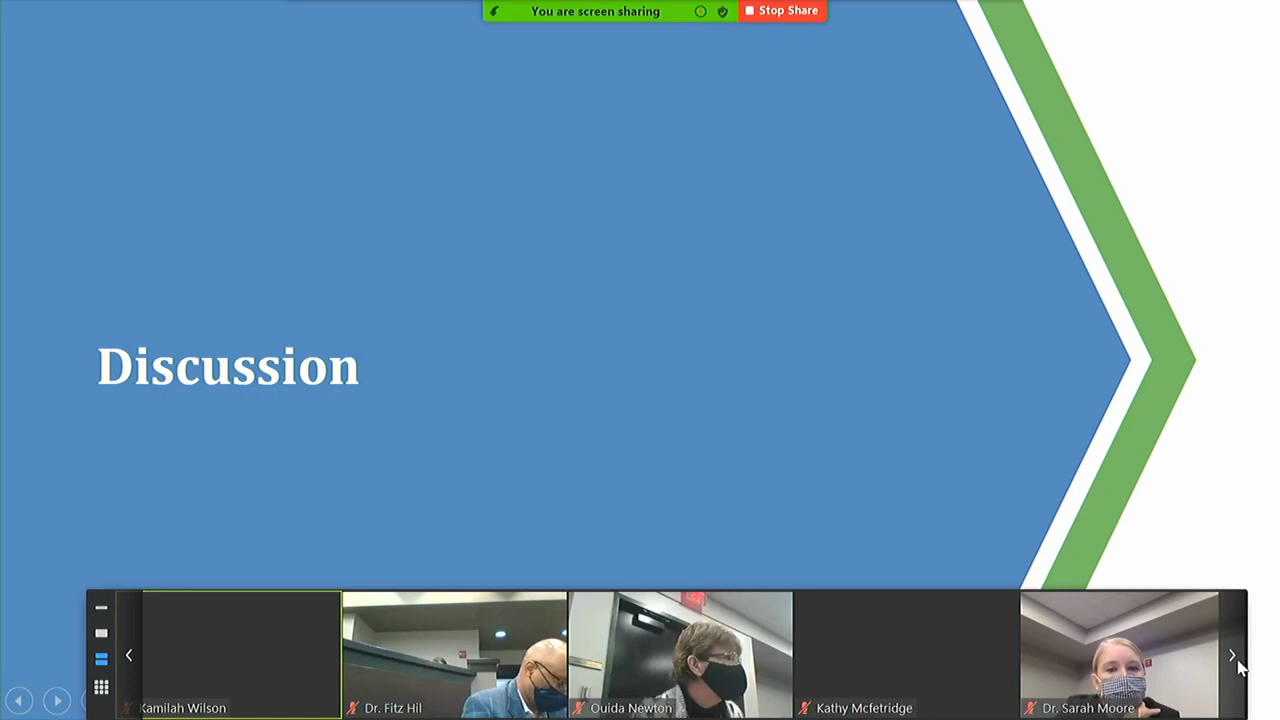 You are screen sharing
Stop Share
Discussion
Kamilah Wilson
Dr. Fitz Hil
Ouida Newton
Kathy Mcfetridge
Dr. Sarah Moore